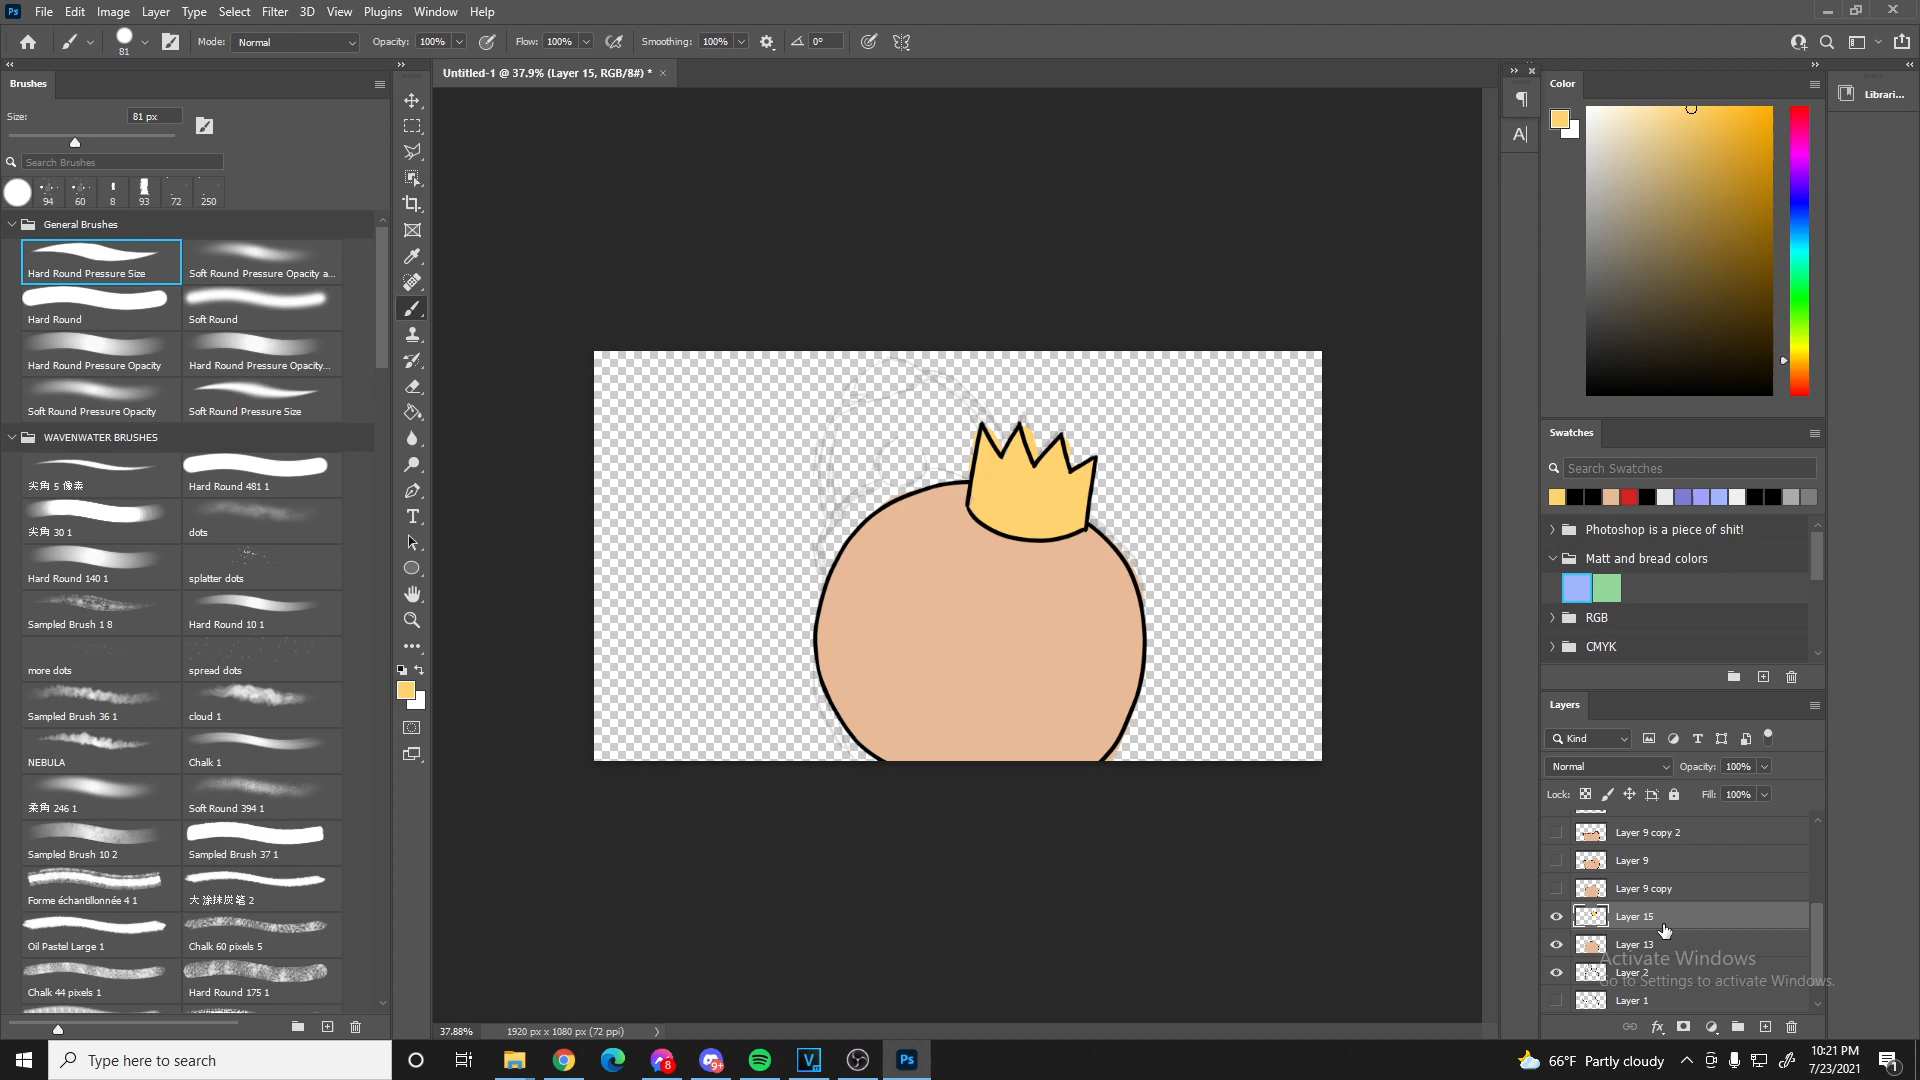 Ps File Edit Image Layer Type Select Filter 3D View Plugins Window Help
81 Mode: Normal Opacity: 100% Flow: 100% Smoothing: 100% 0°
Brushes
Untitled-1 @ 37.9% (Layer 15, RGB/8#) *
Color
Librari...
Size: 81 px
Search Brushes
94 60 8 93 72 250
General Brushes
Hard Round Pressure Size
Soft Round Pressure Opacity a...
Hard Round
Soft Round
Hard Round Pressure Opacity
Hard Round Pressure Opacity...
Soft Round Pressure Opacity
Soft Round Pressure Size
WAVENWATER BRUSHES
尖角 5 像素
Hard Round 481 1
尖角 30 1
dots
Hard Round 140 1
splatter dots
Sampled Brush 1 8
Hard Round 10 1
more dots
spread dots
Sampled Brush 36 1
cloud 1
NEBULA
Chalk 1
柔角 246 1
Soft Round 394 1
Sampled Brush 10 2
Sampled Brush 37 1
Forme échantillonnée 4 1
大 涂抹炭笔 2
Oil Pastel Large 1
Chalk 60 pixels 5
Chalk 44 pixels 1
Hard Round 175 1
Swatches
Search Swatches
Photoshop is a piece of shit!
Matt and bread colors
RGB
CMYK
Layers
Kind
Normal Opacity: 100%
Lock: Fill: 100%
Layer 9 copy 2
Layer 9
Layer 9 copy
Layer 15
Layer 13
Layer 2
Layer 1
Activate Windows
Go to Settings to activate Windows.
37.88% 1920 px x 1080 px (72 ppi)
Type here to search
8 9+ V Ps
66°F Partly cloudy
10:21 PM
7/23/2021
1